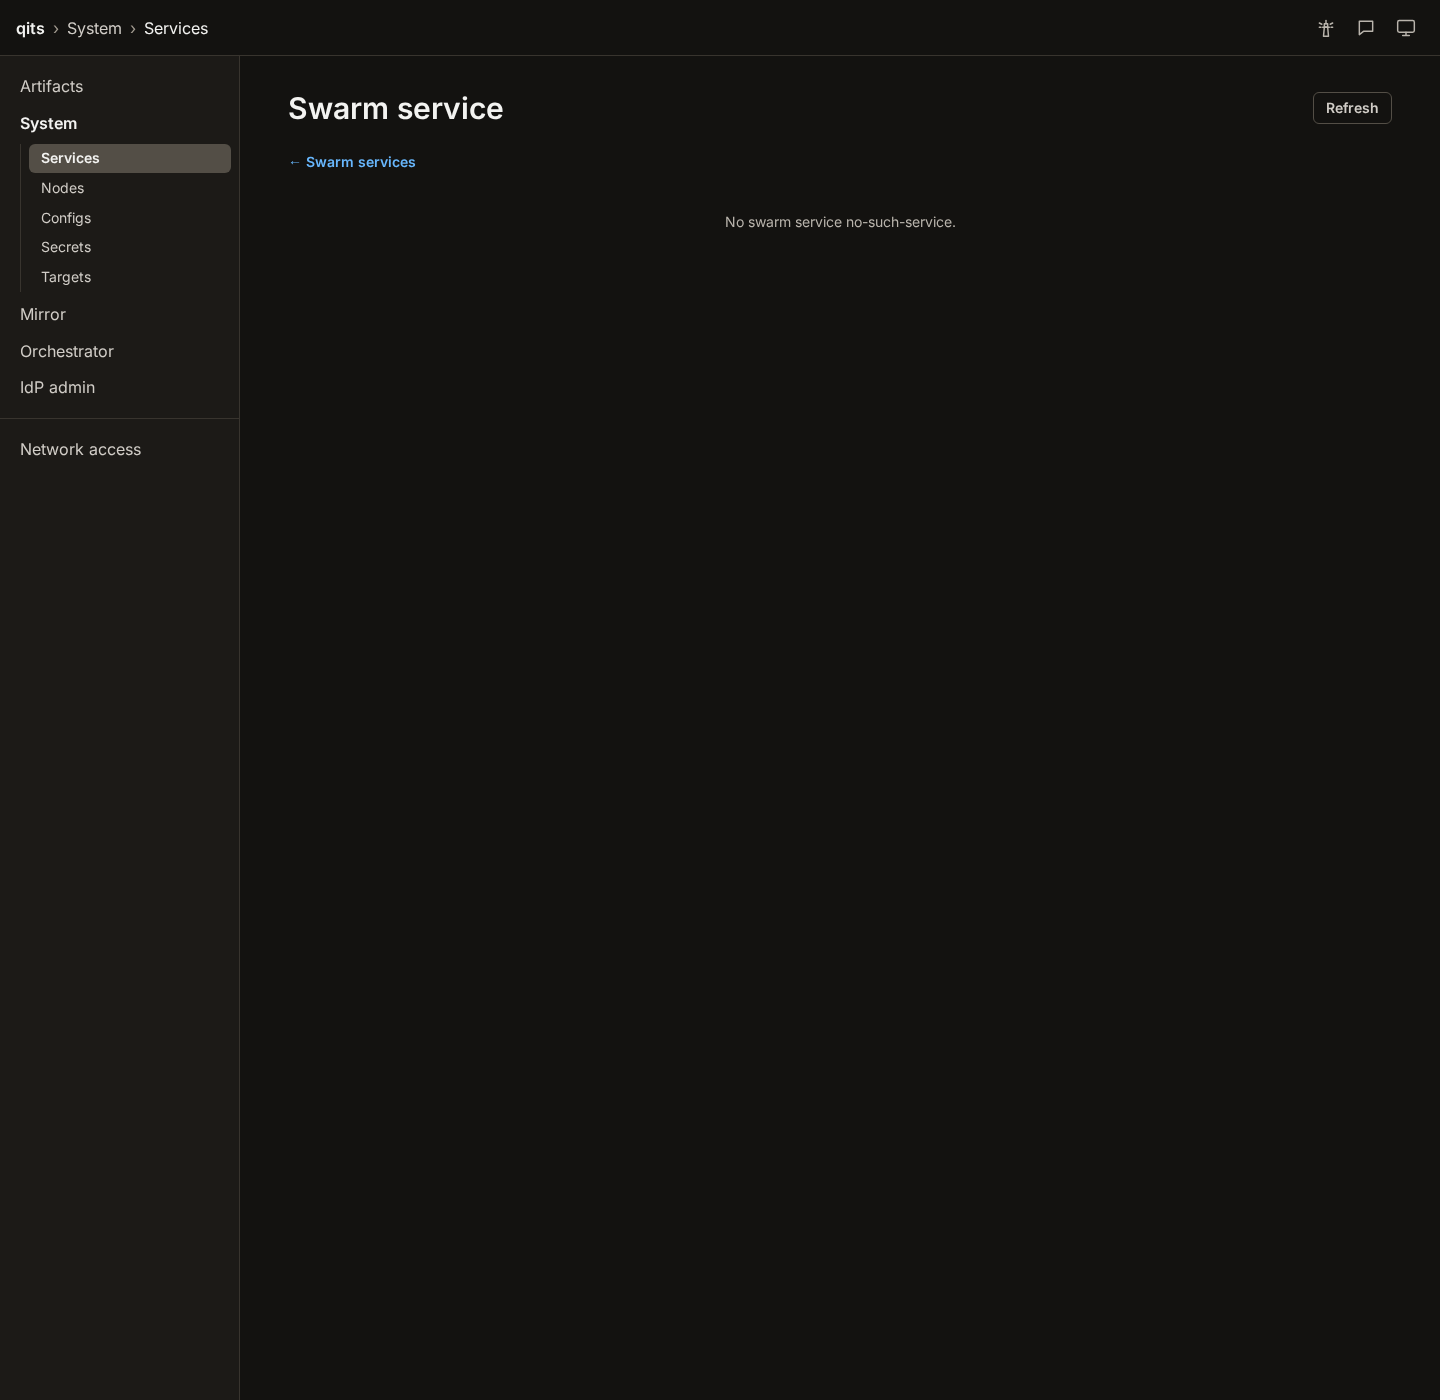 qits › System › Services
Artifacts
System
Services
Nodes
Configs
Secrets
Targets
Mirror
Orchestrator
IdP admin
Network access
Swarm service
Refresh
← Swarm services
No swarm service no-such-service.